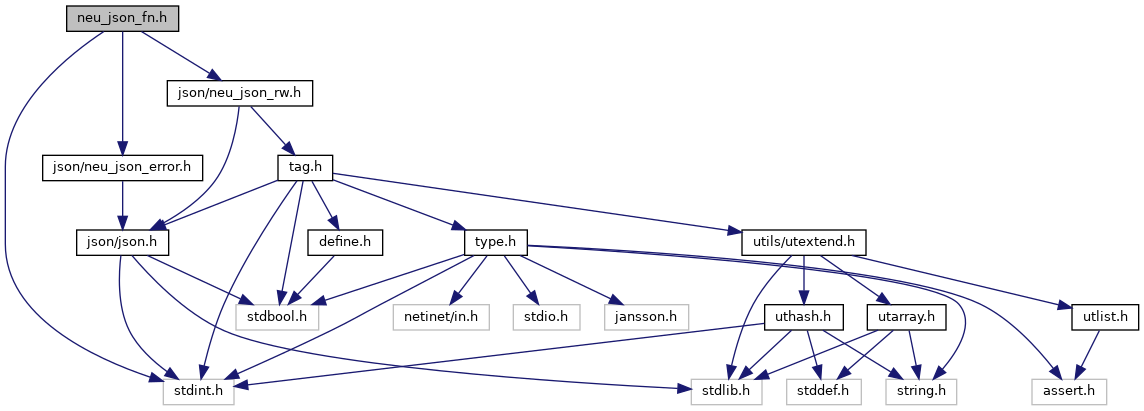 neu_json_fn.h
json/neu_json_rw.h
json/neu_json_error.h
tag.h
json/json.h
define.h
type.h
utils/utextend.h
stdbool.h
netinet/in.h
stdio.h
jansson.h
uthash.h
utarray.h
utlist.h
stdint.h
stdlib.h
stddef.h
string.h
assert.h